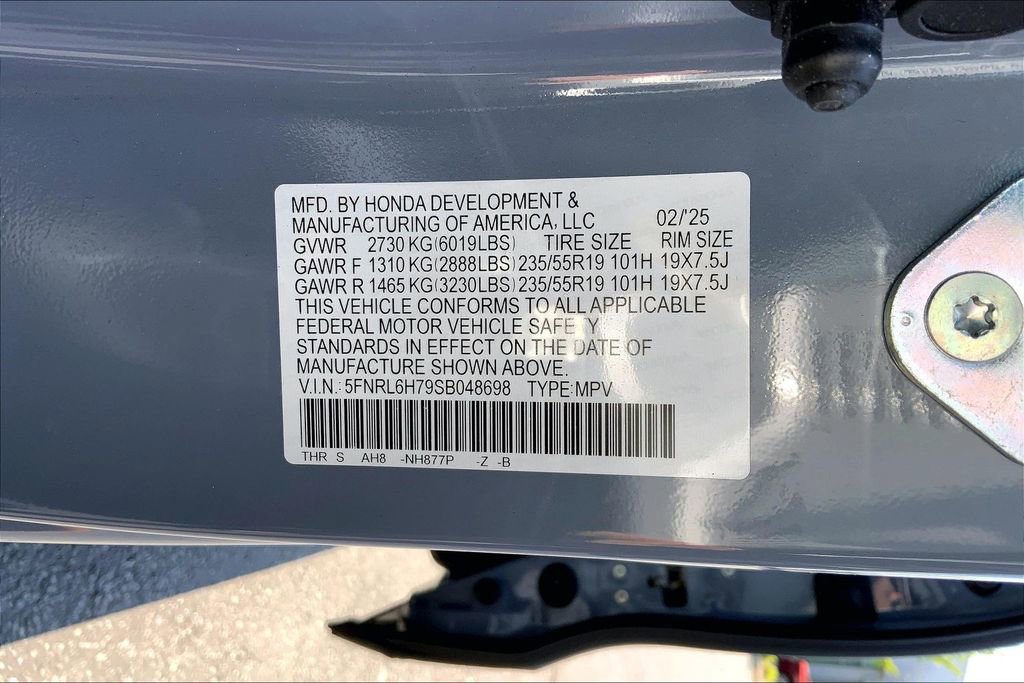 MFD. BY HONDA DEVELOPMENT &
MANUFACTURING OF AMERICA, LLC 02/'25
GVWR 2730 KG(6019LBS) TIRE SIZE RIM SIZE
GAWR F 1310 KG(2888LBS) 235/55R19 101H 19X7.5J
GAWR R 1465 KG(3230LBS) 235/55R19 101H 19X7.5J
THIS VEHICLE CONFORMS TO ALL APPLICABLE
FEDERAL MOTOR VEHICLE SAFETY
STANDARDS IN EFFECT ON THE DATE OF
MANUFACTURE SHOWN ABOVE.
V.I.N.: 5FNRL6H79SB048698 TYPE:MPV
THR S AH8 -NH877P -Z -B